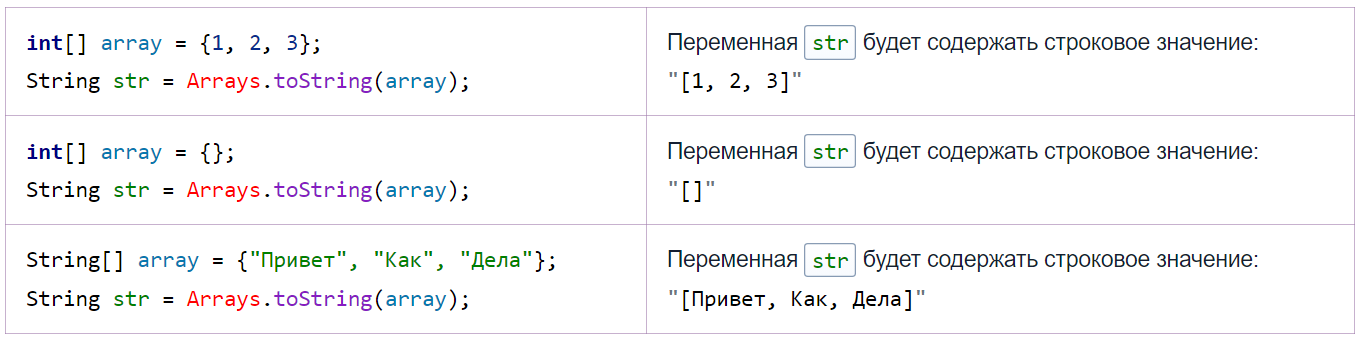 int[] array = {1, 2, 3};
String str = Arrays.toString(array);
Переменная str будет содержать строковое значение:
"[1, 2, 3]"
int[] array = {};
String str = Arrays.toString(array);
Переменная str будет содержать строковое значение:
"[]"
String[] array = {"Привет", "Как", "Дела"};
String str = Arrays.toString(array);
Переменная str будет содержать строковое значение:
"[Привет, Как, Дела]"